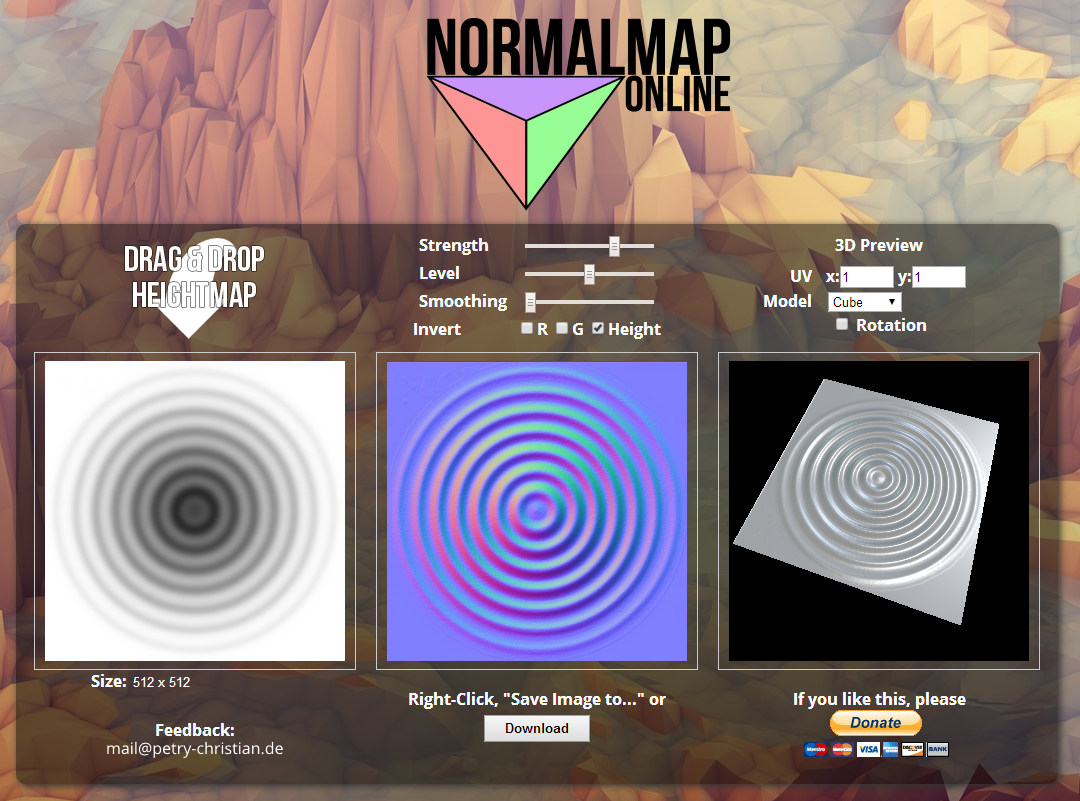 NORMALMAP
ONLINE
DRAG & DROP
HEIGHTMAP
Strength
Level
Smoothing
Invert R G Height
3D Preview
UV x: 1 y: 1
Model Cube
Rotation
Size: 512 x 512
Feedback:
mail@petry-christian.de
Right-Click, "Save Image to..." or
Download
If you like this, please
Donate
Maestro MasterCard VISA DISCOVER BANK